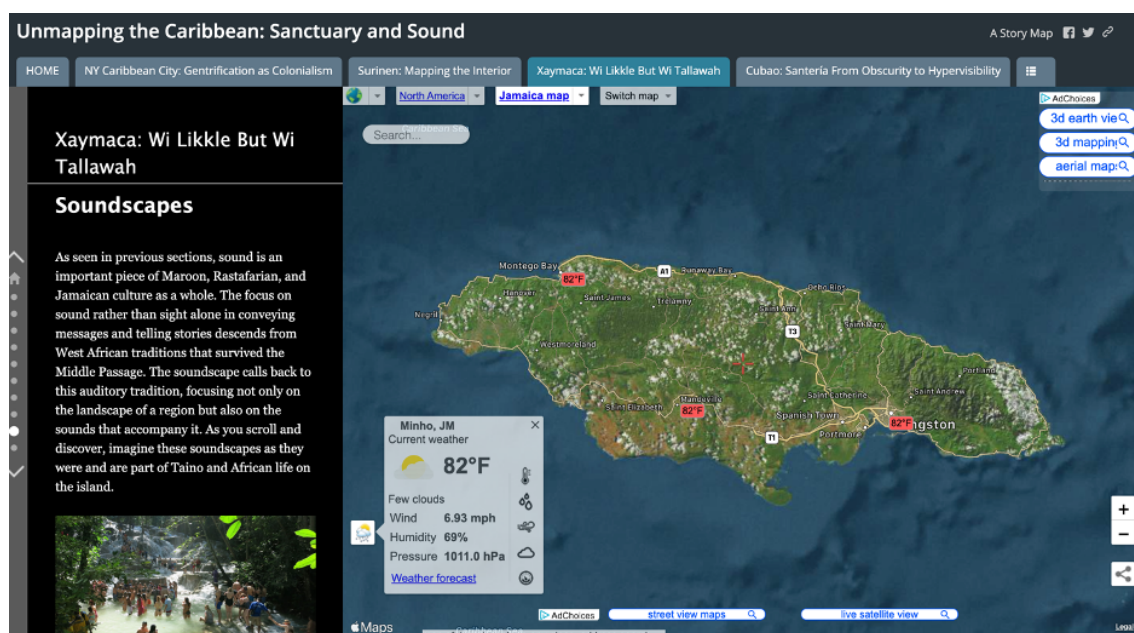 Unmapping the Caribbean: Sanctuary and Sound
A Story Map
HOME
NY Caribbean City: Gentrification as Colonialism
Surinen: Mapping the Interior
Xaymaca: Wi Likkle But Wi Tallawah
Cubao: Santería From Obscurity to Hypervisibility
Xaymaca: Wi Likkle But Wi
Tallawah
Soundscapes
As seen in previous sections, sound is an
important piece of Maroon, Rastafarian, and
Jamaican culture as a whole. The focus on
sound rather than sight alone in conveying
messages and telling stories descends from
West African traditions that survived the
Middle Passage. The soundscape calls back to
this auditory tradition, focusing not only on
the landscape of a region but also on the
sounds that accompany it. As you scroll and
discover, imagine these soundscapes as they
were and are part of Taino and African life on
the island.
North America
Jamaica map
Switch map
Search...
Caribbean Sea
AdChoices
3d earth vie
3d mapping
aerial map
Montego Bay
82°F
A1
Runaway Bay
Hanover
Saint James
Trelawny
Saint Ann
Ocho Rios
Negril
T3
Saint Mary
Westmoreland
Portland
Saint Elizabeth
Mandeville
82°F
Saint Catherine
Saint Andrew
Spanish Town
82°F
ngston
Portmore
T1
Minho, JM
Current weather
82°F
Few clouds
Wind 6.93 mph
Humidity 69%
Pressure 1011.0 hPa
Weather forecast
AdChoices
street view maps
live satellite view
Maps
Caribbean Sea
Legal